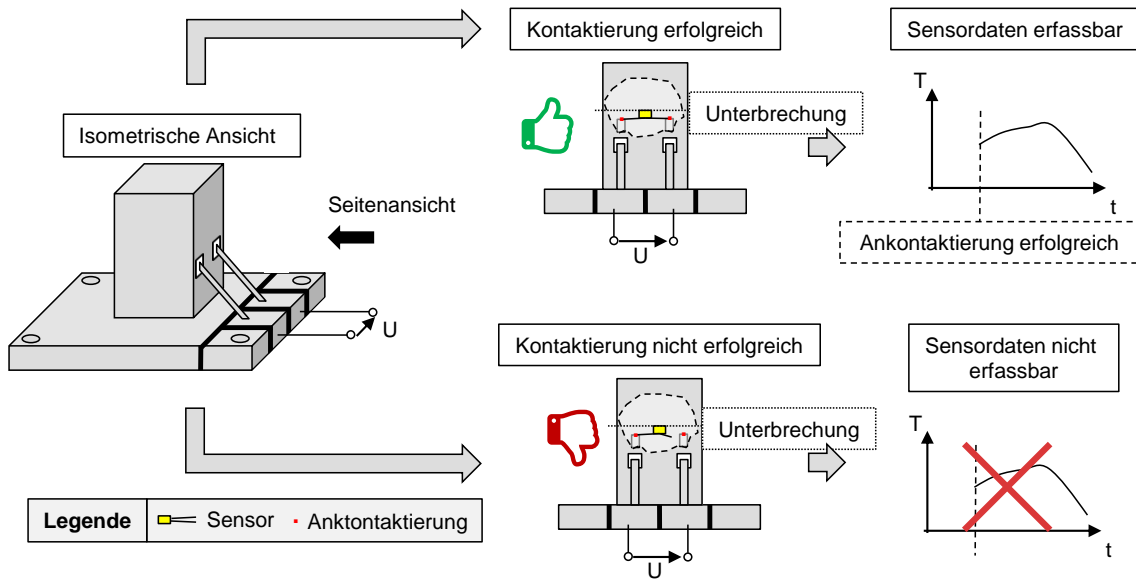 Kontaktierung erfolgreich
Sensordaten erfassbar
Isometrische Ansicht
Unterbrechung
T
t
Seitenansicht
U
Ankontaktierung erfolgreich
U
Kontaktierung nicht erfolgreich
Sensordaten nicht
erfassbar
Unterbrechung
T
t
U
Legende
Sensor
Anktontaktierung